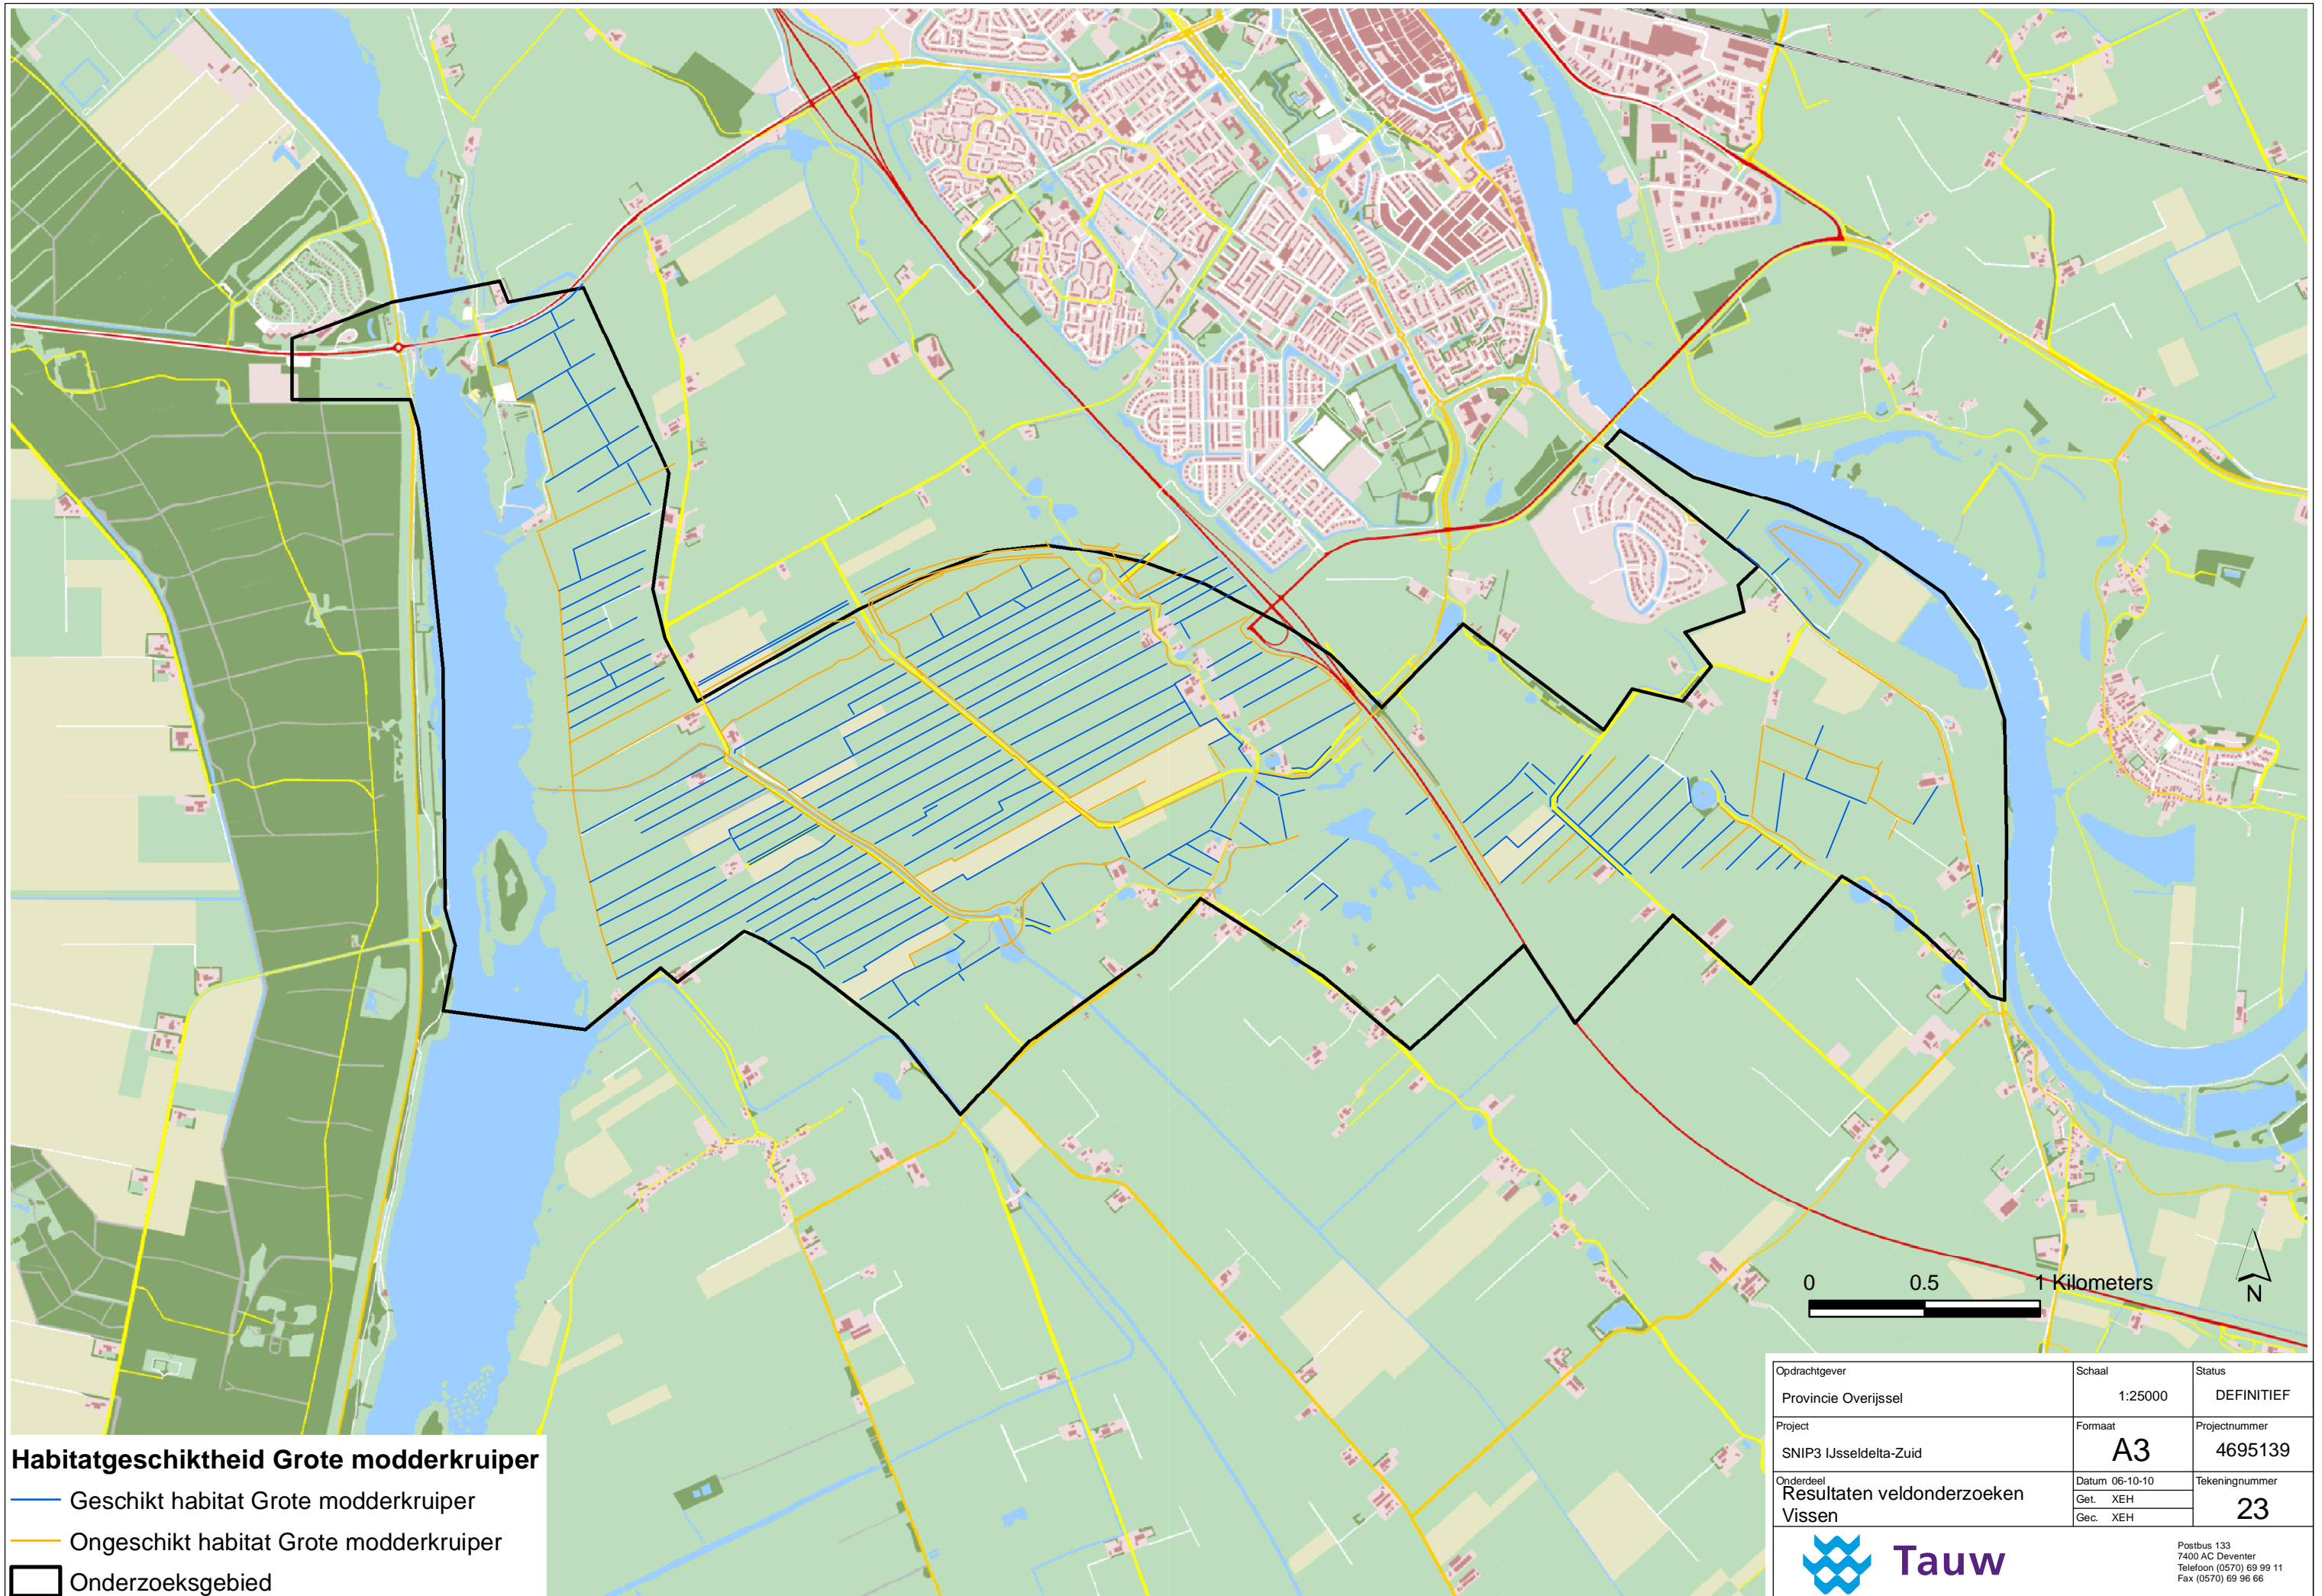 0 0.5 1 Kilometers
N
Habitatgeschiktheid Grote modderkruiper
Geschikt habitat Grote modderkruiper
Ongeschikt habitat Grote modderkruiper
Onderzoeksgebied
Opdrachtgever
Provincie Overijssel
Schaal
1:25000
Status
DEFINITIEF
Project
SNIP3 IJsseldelta-Zuid
Formaat
A3
Projectnummer
4695139
Onderdeel
Resultaten veldonderzoeken
Vissen
Datum 06-10-10
Get. XEH
Gec. XEH
Tekeningnummer
23
Tauw
Postbus 133
7400 AC Deventer
Telefoon (0570) 69 99 11
Fax (0570) 69 96 66